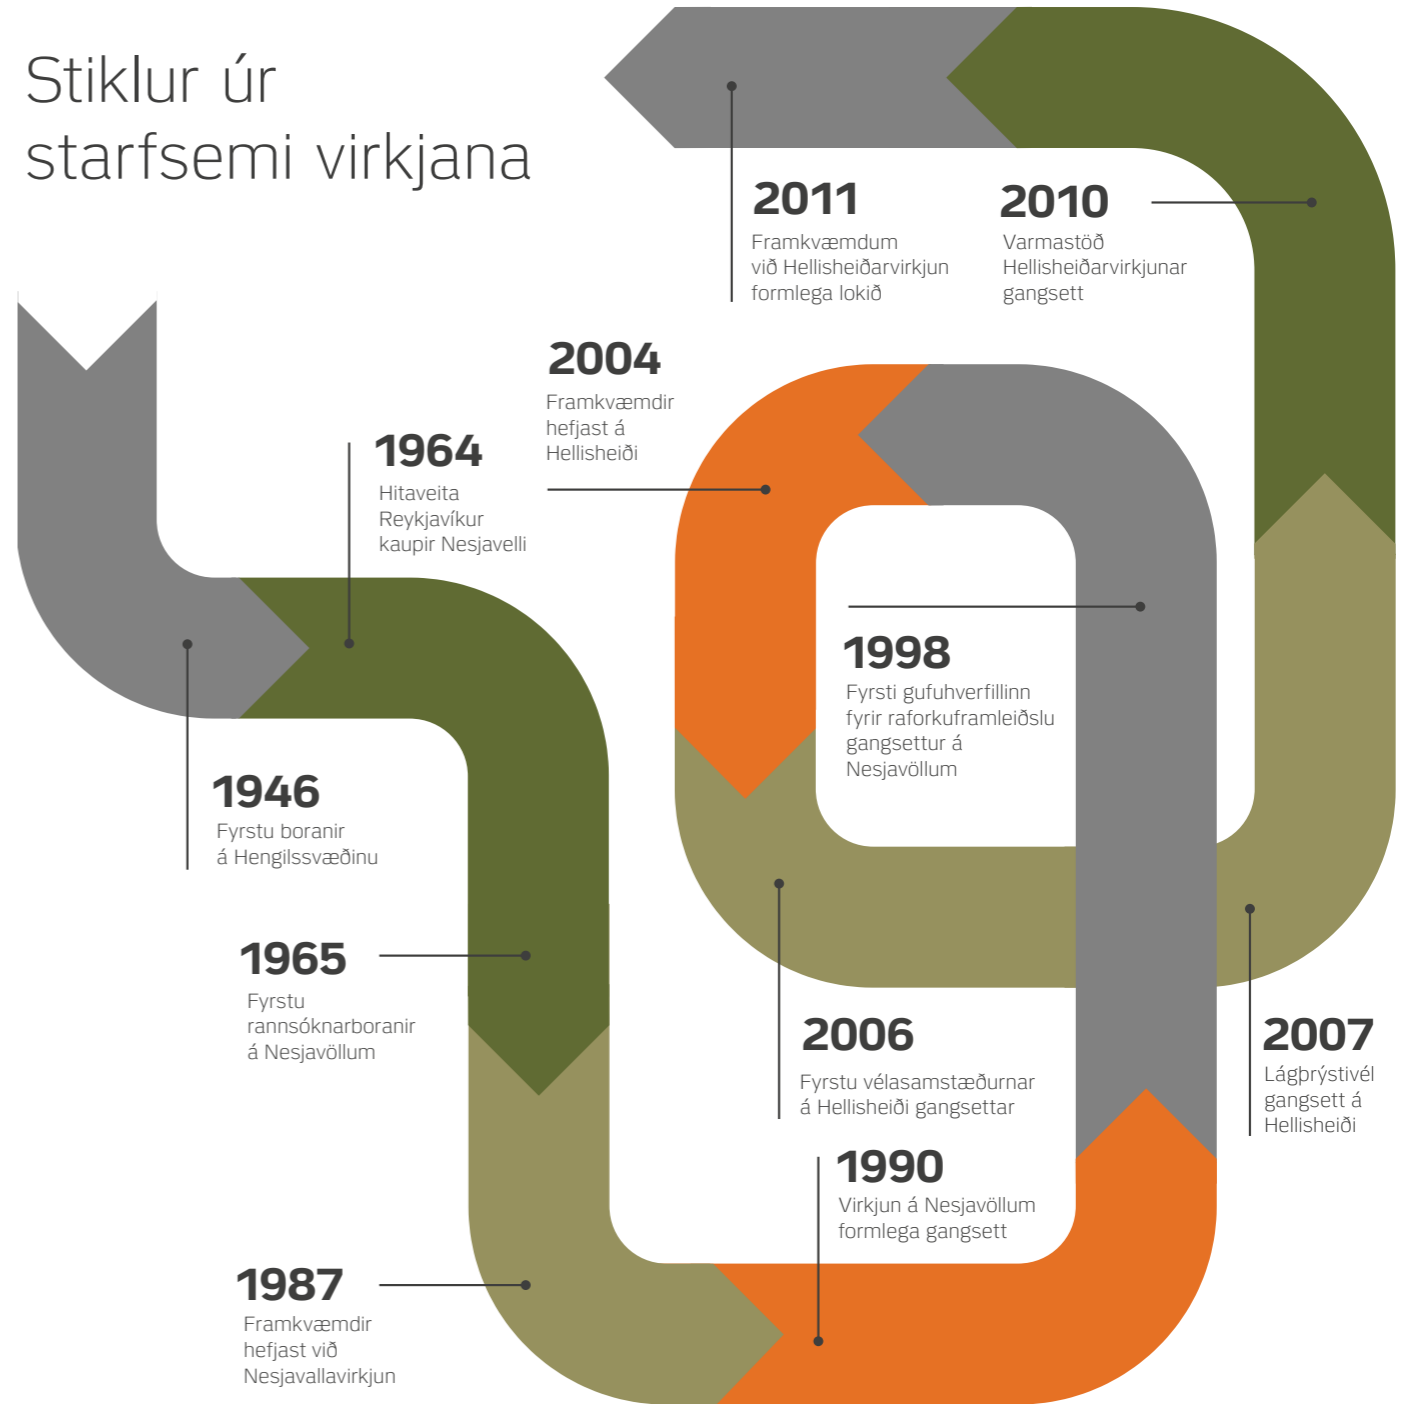 Stiklur úr
starfsemi virkjana
2011
Framkvæmdum
við Hellisheiðarvirkjun
formlega lokið
2010
Varmastöð
Hellisheiðarvirkjunar
gangsett
2004
Framkvæmdir
hefjast á
Hellisheiði
1964
Hitaveita
Reykjavíkur
kaupir Nesjavelli
1998
Fyrsti gufuhverfillinn
fyrir raforkuframleiðslu
gangsettur á
Nesjavöllum
1946
Fyrstu boranir
á Hengilssvæðinu
1965
Fyrstu
rannsóknarboranir
á Nesjavöllum
2006
Fyrstu vélasamstæðurnar
á Hellisheiði gangsettar
2007
Lágþrýstivél
gangsett á
Hellisheiði
1990
Virkjun á Nesjavöllum
formlega gangsett
1987
Framkvæmdir
hefjast við
Nesjavallavirkjun